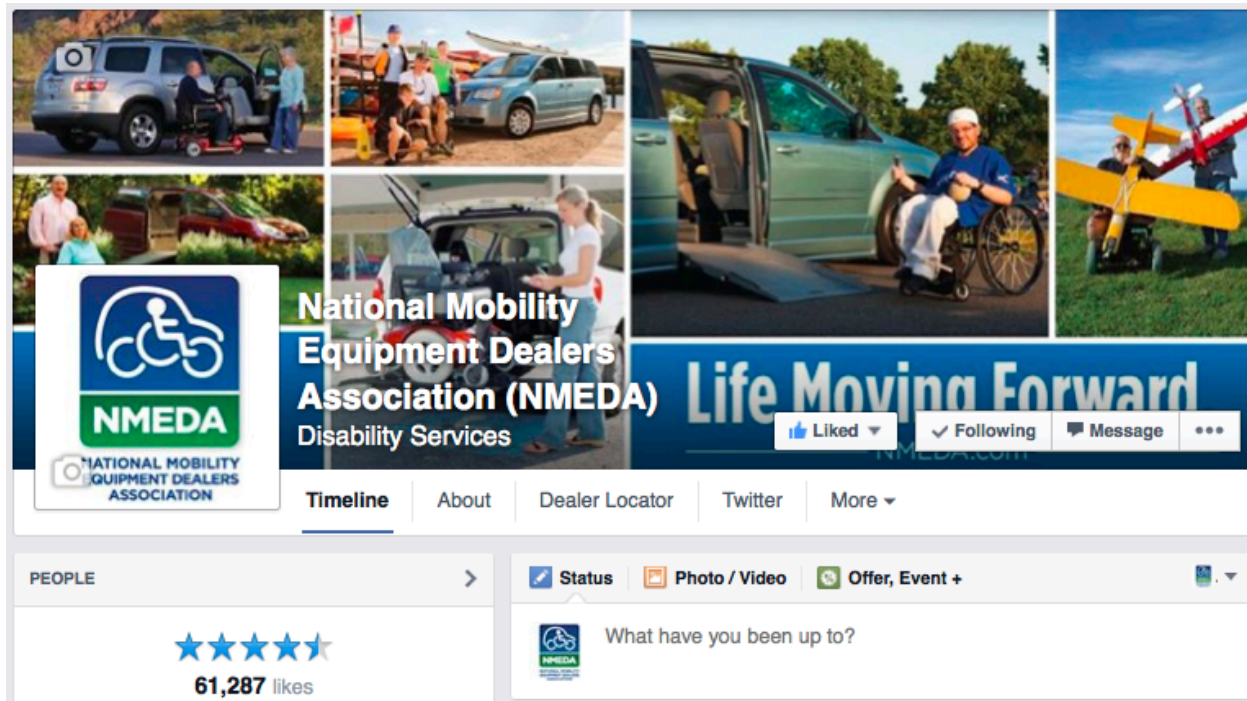 National Mobility
Equipment Dealers
Association (NMEDA)
Disability Services
Life Moving Forward
NMEDA.com
Liked
Following
Message
NMEDA
NATIONAL MOBILITY
EQUIPMENT DEALERS
ASSOCIATION
Timeline
About
Dealer Locator
Twitter
More
PEOPLE
61,287 likes
Status
Photo / Video
Offer, Event +
NMEDA
What have you been up to?